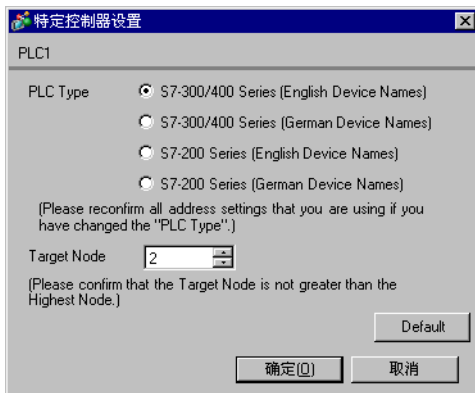 特定控制器设置
PLC1
PLC Type
S7-300/400 Series (English Device Names)
S7-300/400 Series (German Device Names)
S7-200 Series (English Device Names)
S7-200 Series (German Device Names)
(Please reconfirm all address settings that you are using if you
have changed the "PLC Type".)
Target Node 2
(Please confirm that the Target Node is not greater than the
Highest Node.)
Default
确定(O) 取消